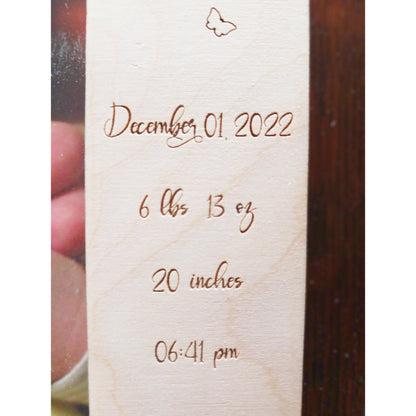 December 01, 2022
6 lbs 13 oz
20 inches
06:41 pm